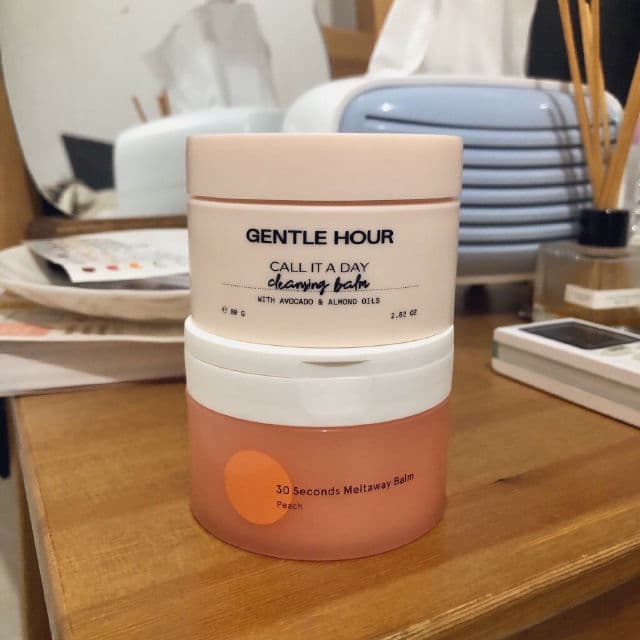 GENTLE HOUR
CALL IT A DAY
cleansing balm
WITH AVOCADO & ALMOND OILS
℮ 80 G 2.82 OZ
30 Seconds Meltaway Balm
Peach